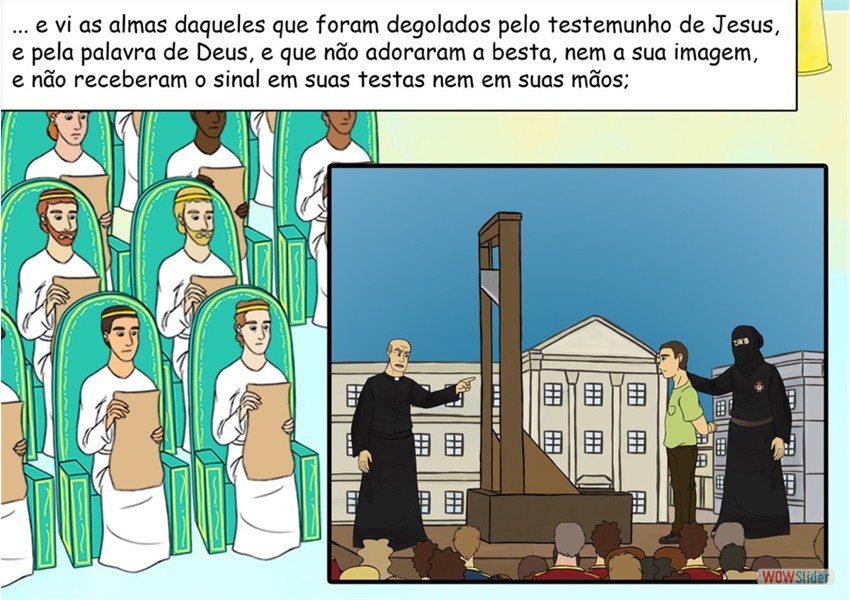 ... e vi as almas daqueles que foram degolados pelo testemunho de Jesus,
e pela palavra de Deus, e que não adoraram a besta, nem a sua imagem,
e não receberam o sinal em suas testas nem em suas mãos;
WOWSlider